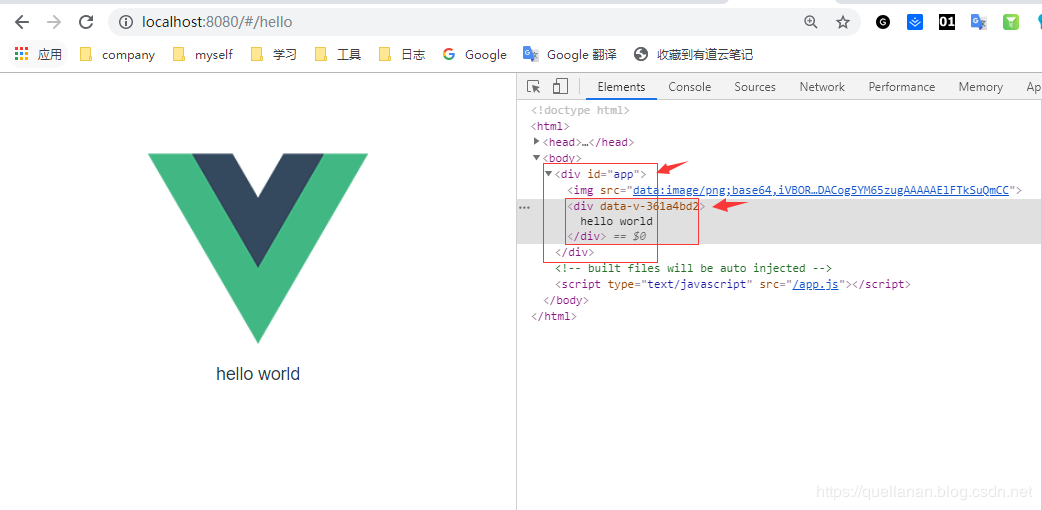 localhost:8080/#/hello
01
应用 company myself 学习 工具 日志 Google Google 翻译 收藏到有道云笔记
Elements Console Sources Network Performance Memory Ap
<!doctype html>
<html>
<head>…</head>
<body>
<div id="app">
<img src="data:image/png;base64,iVBOR…DACog5YM65zugAAAAAElFTkSuQmCC">
<div data-v-361a4bd2>
hello world
</div> == $0
</div>
<!-- built files will be auto injected -->
<script type="text/javascript" src="/app.js"></script>
</body>
</html>
hello world
https://quellanan.blog.csdn.net